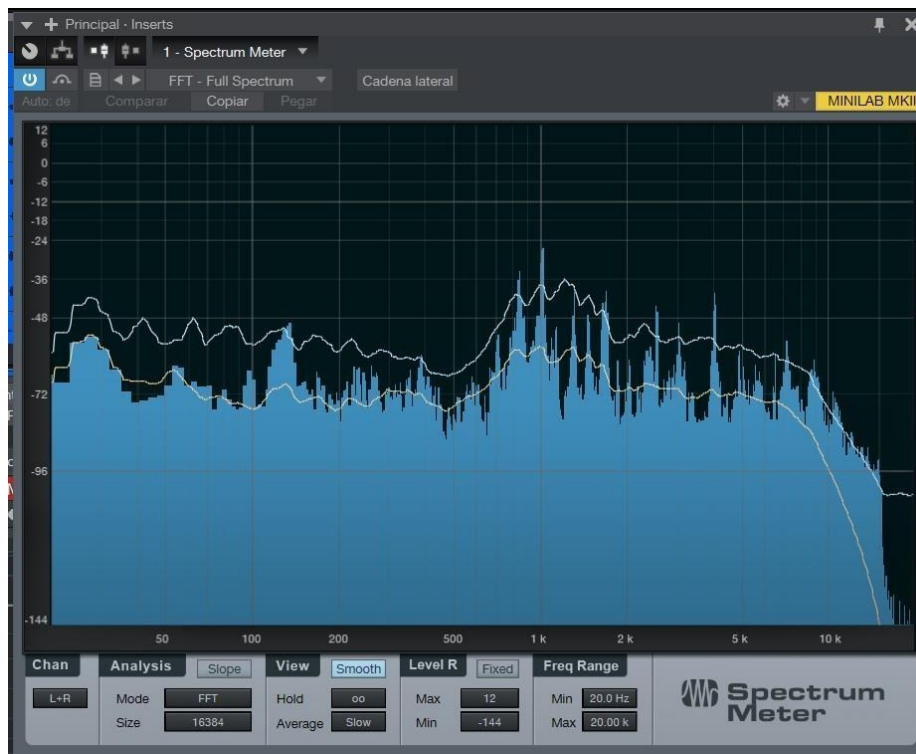 Principal - Inserts
1 - Spectrum Meter
FFT - Full Spectrum
Cadena lateral
Auto: de
Comparar
Copiar
Pegar
MINILAB MKII
12
6
0
-6
-12
-18
-24
-36
-48
-72
-96
-144
50
100
200
500
1 k
2 k
5 k
10 k
Chan
Analysis
Slope
View
Smooth
Level R
Fixed
Freq Range
L+R
Mode
FFT
Hold
oo
Max
12
Min
20.0 Hz
Size
16384
Average
Slow
Min
-144
Max
20.00 k
Spectrum
Meter